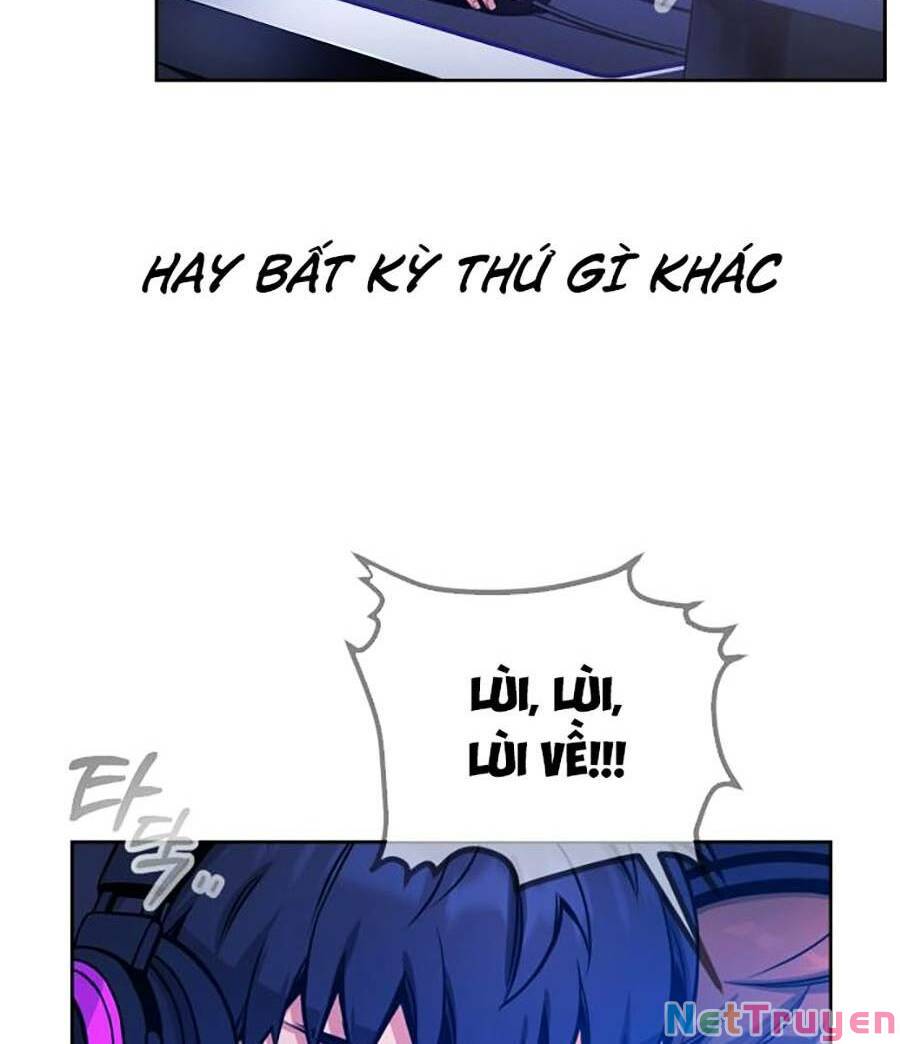 HAY BẤT KỲ THỨ GÌ KHÁC
LÙI, LÙI,
LÙI VỀ!!!
타
닥..
NetTruyen